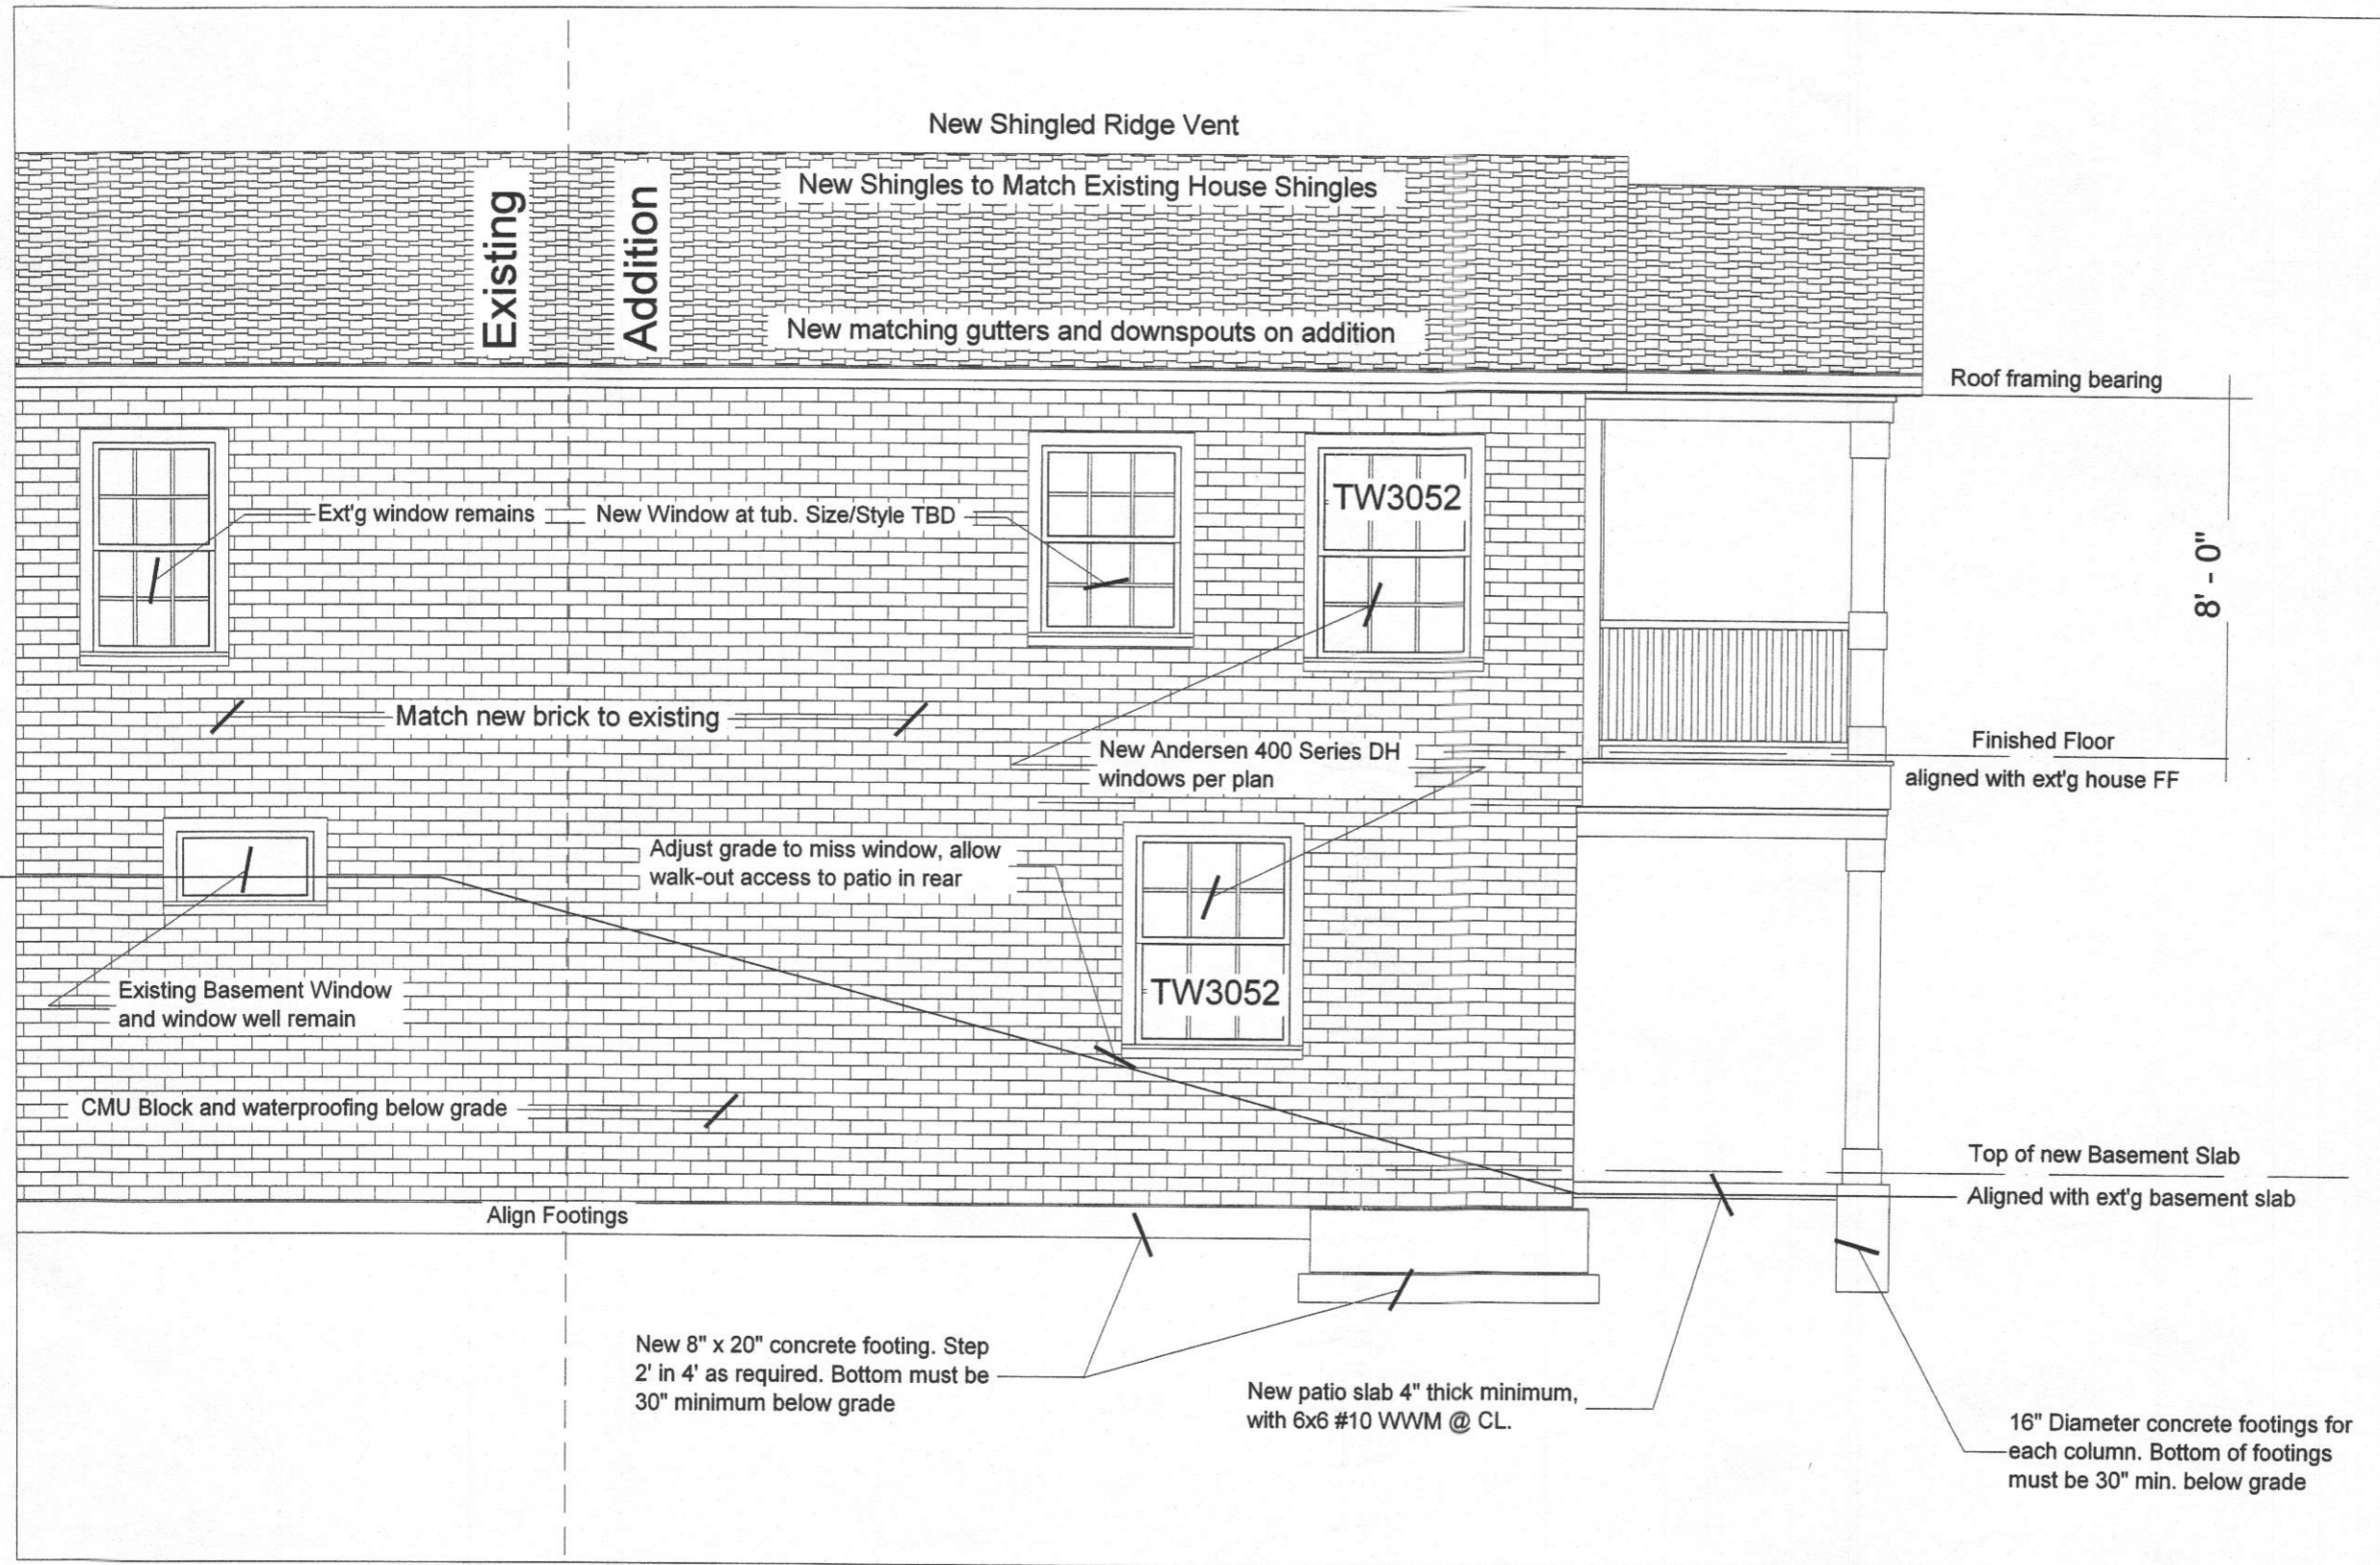 New Shingled Ridge Vent
New Shingles to Match Existing House Shingles
Existing
Addition
New matching gutters and downspouts on addition
Roof framing bearing
TW3052
Ext'g window remains
New Window at tub. Size/Style TBD
8' - 0"
Match new brick to existing
New Andersen 400 Series DH
windows per plan
Finished Floor
aligned with ext'g house FF
Adjust grade to miss window, allow
walk-out access to patio in rear
Existing Basement Window
and window well remain
TW3052
CMU Block and waterproofing below grade
Top of new Basement Slab
Aligned with ext'g basement slab
Align Footings
New 8" x 20" concrete footing. Step
2' in 4' as required. Bottom must be
30" minimum below grade
New patio slab 4" thick minimum,
with 6x6 #10 WWM @ CL.
16" Diameter concrete footings for
each column. Bottom of footings
must be 30" min. below grade